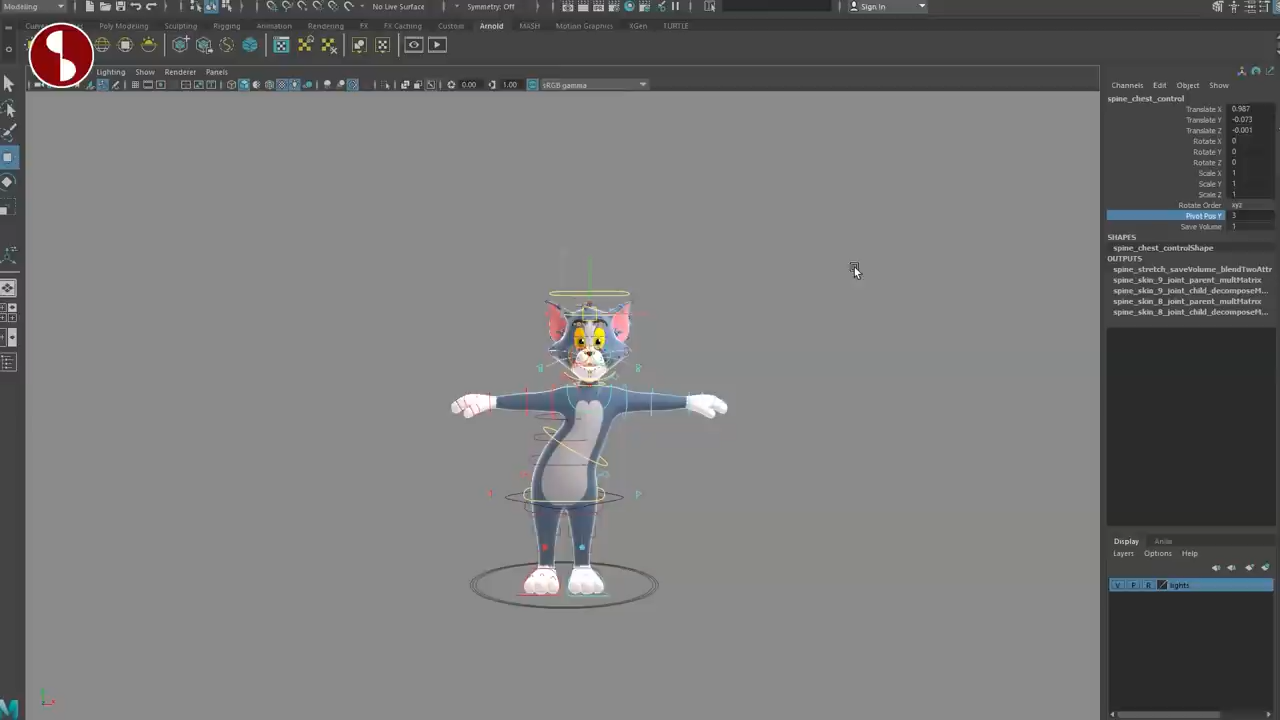 Modeling
No Live Surface
Symmetry: Off
Sign In
Poly Modeling
Sculpting
Rigging
Animation
Rendering
FX
FX Caching
Custom
Arnold
MASH
Motion Graphics
XGen
TURTLE
Lighting
Show
Renderer
Panels
0.00
1.00
sRGB gamma
Channels
Edit
Object
Show
spine_chest_control
Translate X 0.987
Translate Y -0.073
Translate Z -0.001
Rotate X 0
Rotate Y 0
Rotate Z 0
Scale X 1
Scale Y 1
Scale Z 1
Rotate Order xyz
Pivot Pos Y 3
Save Volume 1
SHAPES
spine_chest_controlShape
OUTPUTS
spine_stretch_saveVolume_blendTwoAttr
spine_skin_9_joint_parent_multMatrix
spine_skin_9_joint_child_decomposeM...
spine_skin_8_joint_parent_multMatrix
spine_skin_8_joint_child_decomposeM...
Display
Anim
Layers
Options
Help
V P R lights